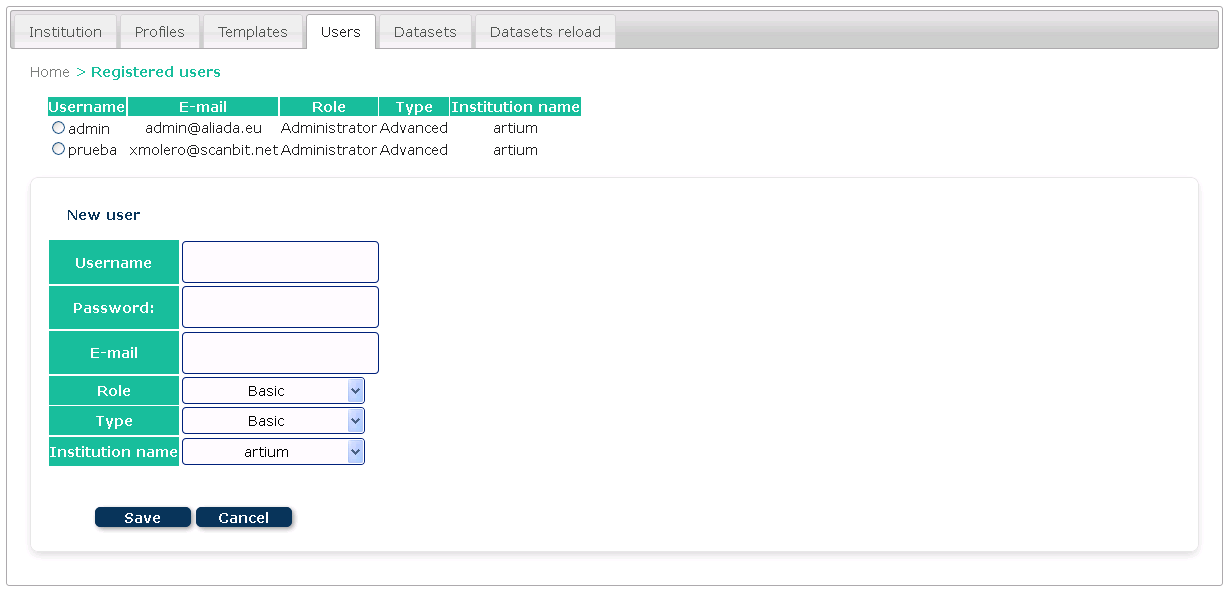 Institution Profiles Templates Users Datasets Datasets reload
Home > Registered users
Username E-mail Role Type Institution name
admin admin@aliada.eu Administrator Advanced artium
prueba xmolero@scanbit.net Administrator Advanced artium
New user
Username
Password:
E-mail
Role Basic
Type Basic
Institution name artium
Save Cancel